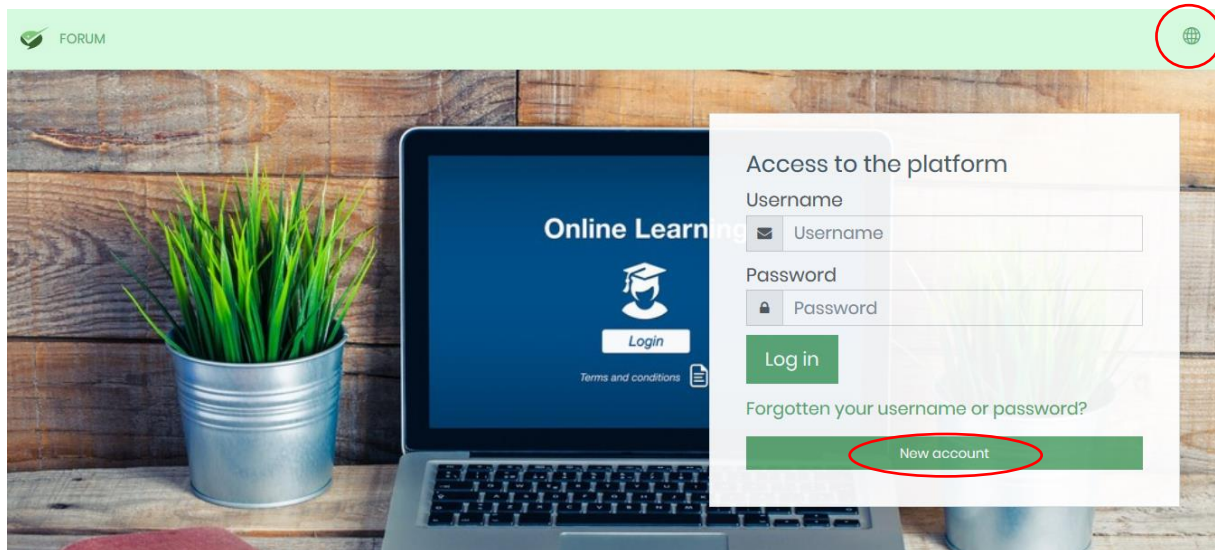 FORUM
Access to the platform
Username
Online Learning
Username
Password
Password
Login
Log in
Terms and conditions
Forgotten your username or password?
New account